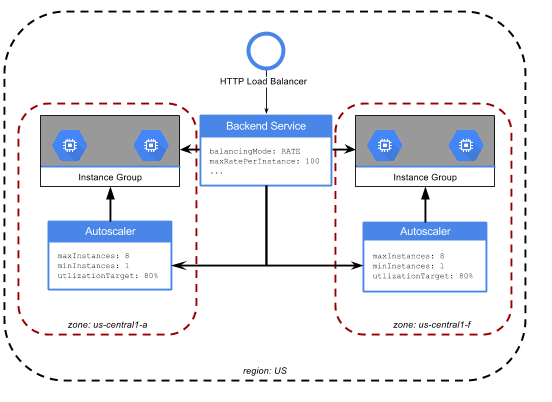 HTTP Load Balancer
Backend Service
balancingMode: RATE
maxRatePerInstance: 100
...
Instance Group
Instance Group
Autoscaler
maxInstances: 8
minInstances: 1
utlizationTarget: 80%
Autoscaler
maxInstances: 8
minInstances: 1
utlizationTarget: 80%
zone: us-central1-a
zone: us-central1-f
region: US